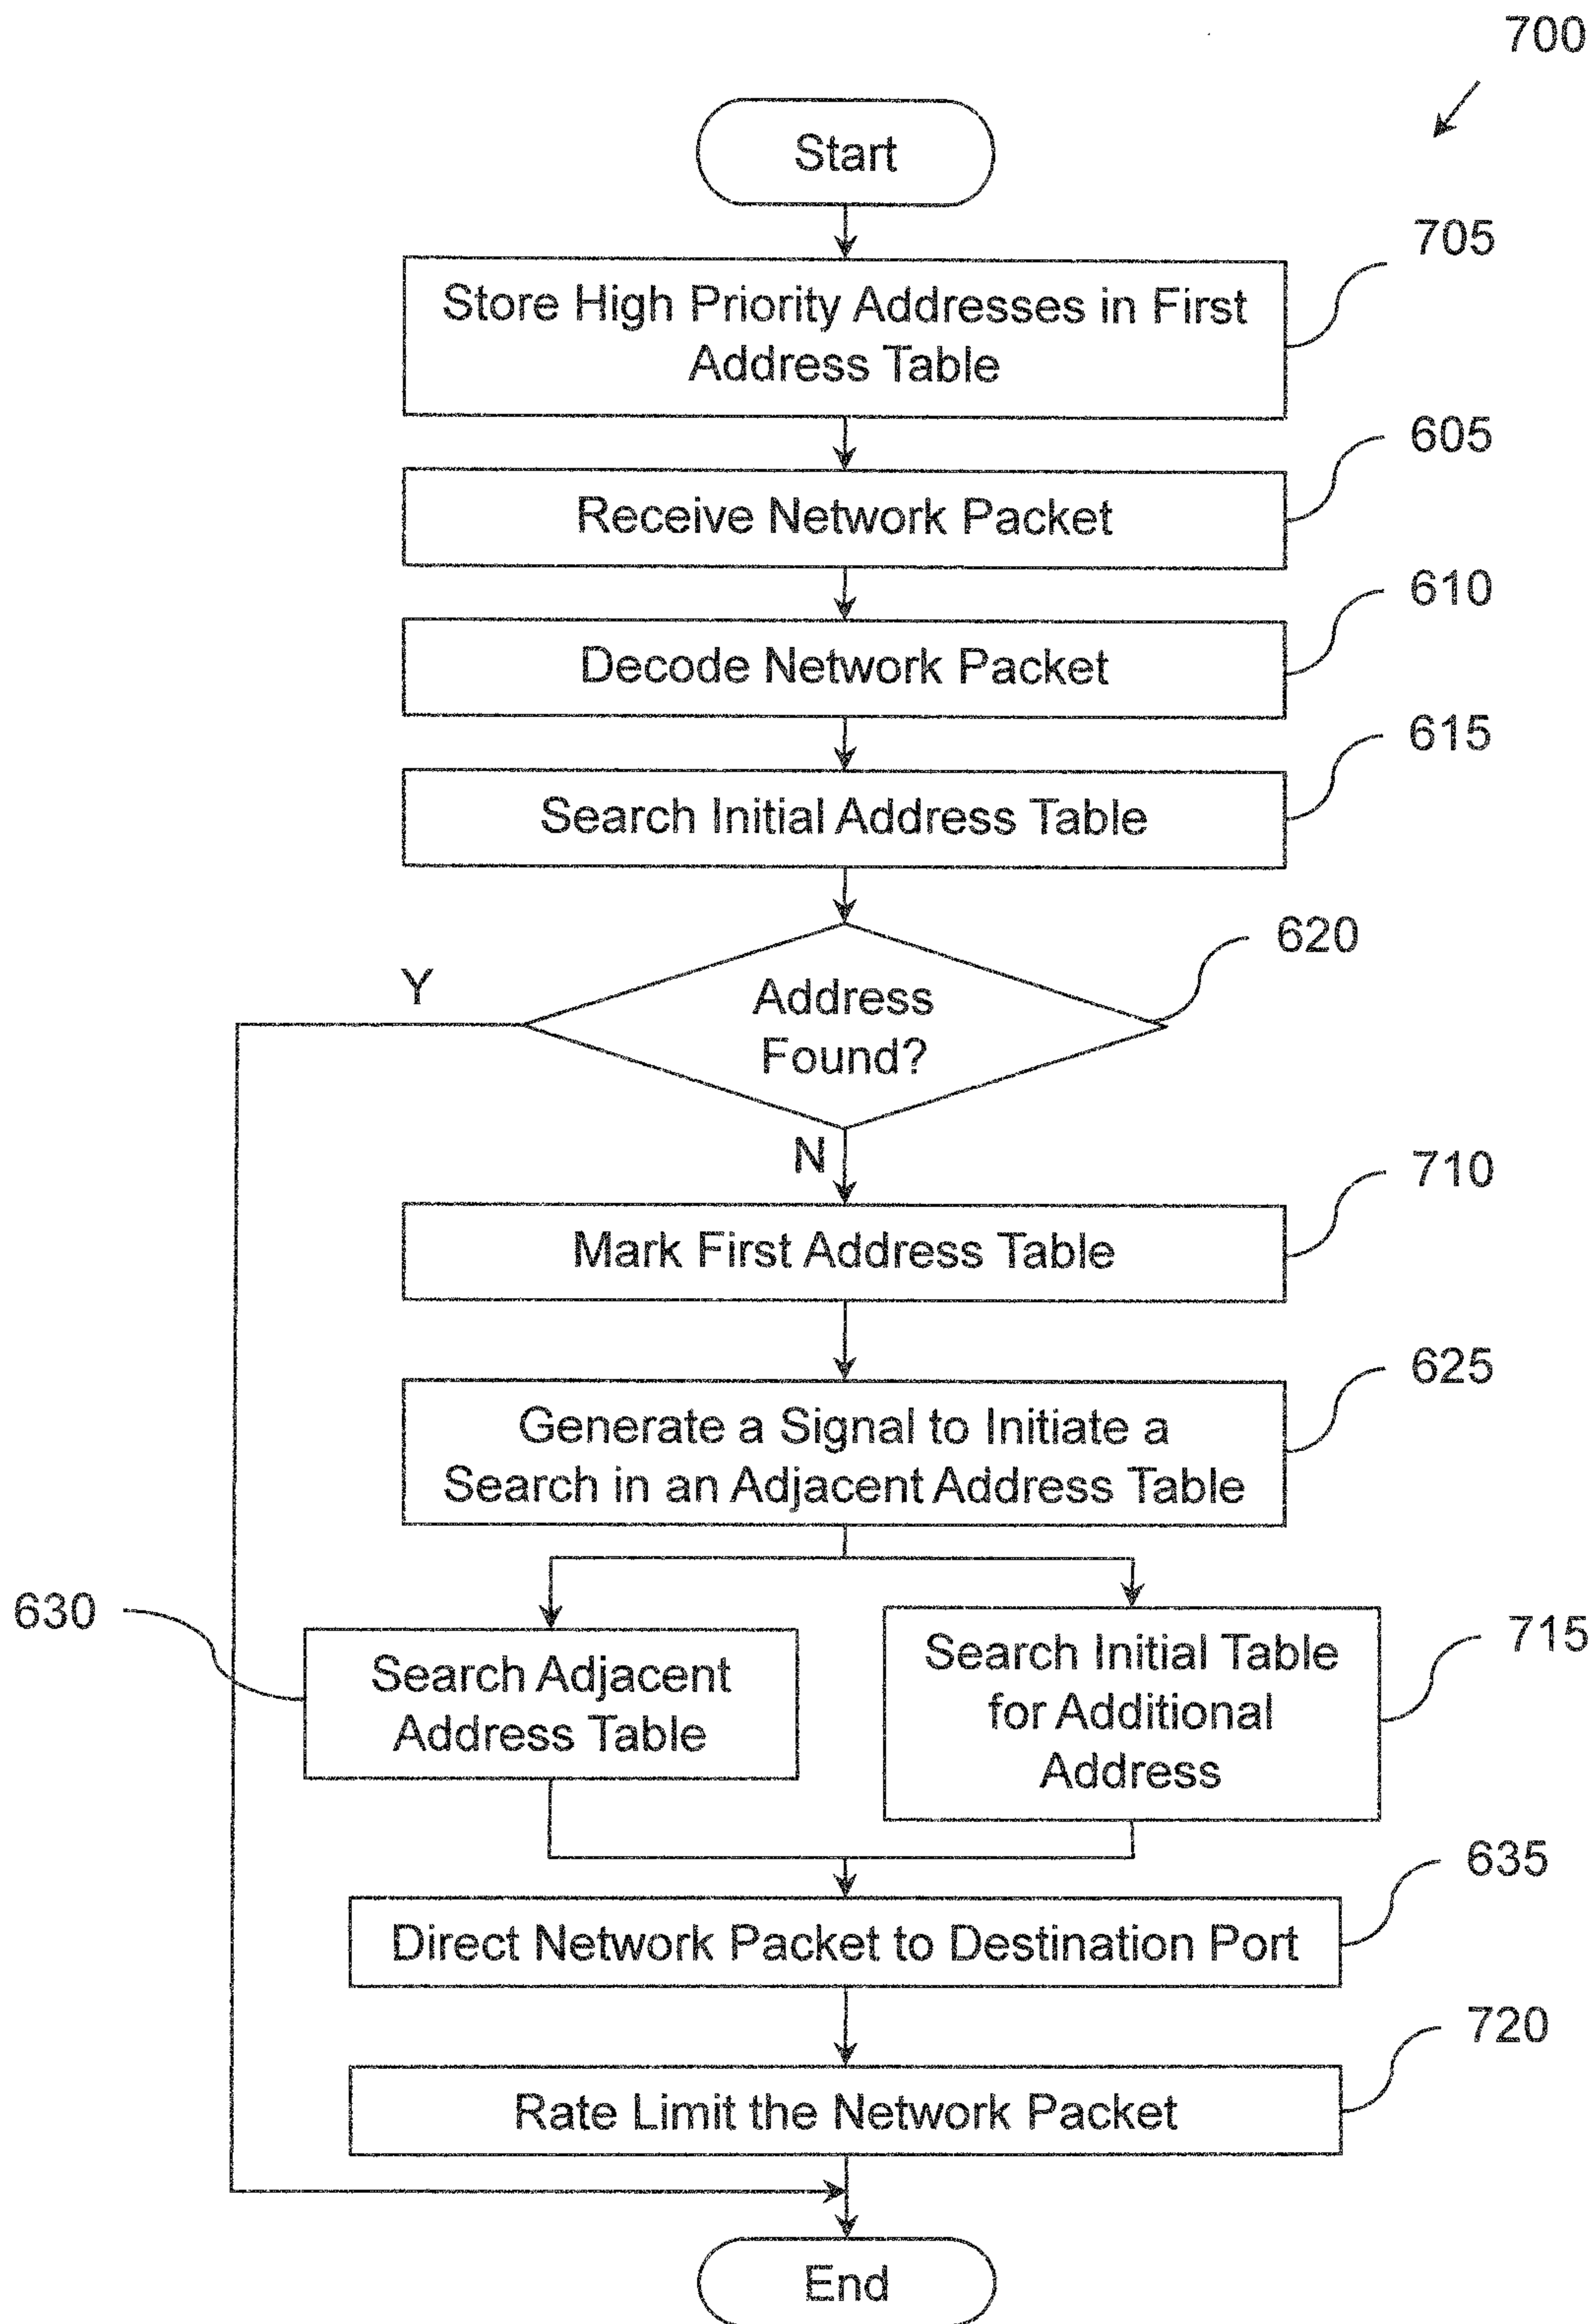 700
Start
705
Store High Priority Addresses in First
Address Table
605
Receive Network Packet
610
Decode Network Packet
615
Search Initial Address Table
620
Y
Address
Found?
N
710
Mark First Address Table
625
Generate a Signal to Initiate a
Search in an Adjacent Address Table
630
Search Adjacent
Address Table
715
Search Initial Table
for Additional
Address
635
Direct Network Packet to Destination Port
720
Rate Limit the Network Packet
End